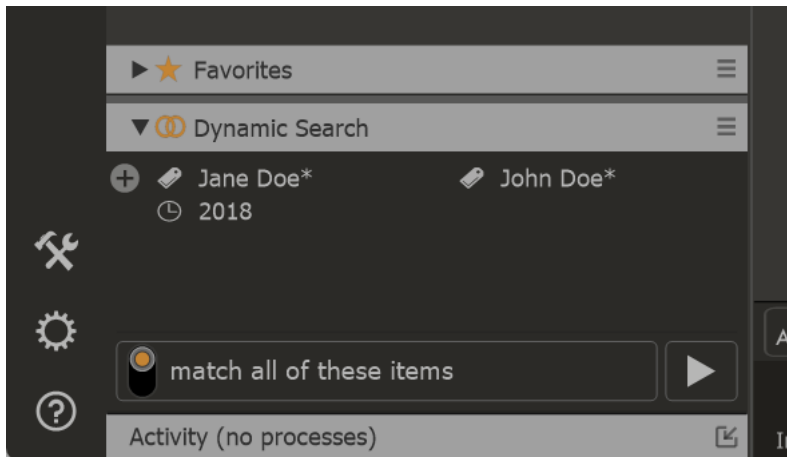 Favorites
Dynamic Search
Jane Doe* John Doe*
2018
match all of these items
Activity (no processes)